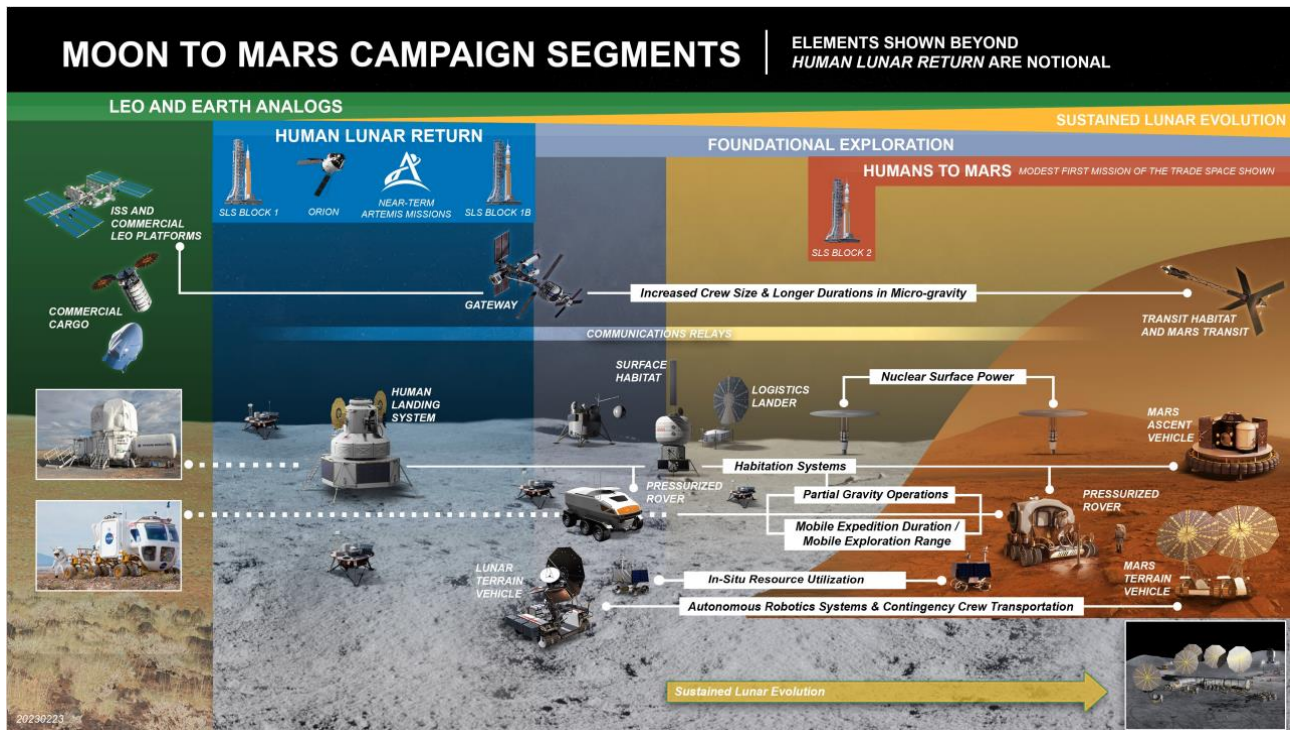 MOON TO MARS CAMPAIGN SEGMENTS
ELEMENTS SHOWN BEYOND
HUMAN LUNAR RETURN ARE NOTIONAL
LEO AND EARTH ANALOGS
SUSTAINED LUNAR EVOLUTION
HUMAN LUNAR RETURN
FOUNDATIONAL EXPLORATION
HUMANS TO MARS MODEST FIRST MISSION OF THE TRADE SPACE SHOWN
SLS BLOCK 1
ORION
NEAR-TERM
ARTEMIS MISSIONS
SLS BLOCK 1B
SLS BLOCK 2
ISS AND
COMMERCIAL
LEO PLATFORMS
GATEWAY
Increased Crew Size & Longer Durations in Micro-gravity
COMMERCIAL
CARGO
TRANSIT HABITAT
AND MARS TRANSIT
COMMUNICATIONS RELAYS
SURFACE
HABITAT
Nuclear Surface Power
HUMAN
LANDING
SYSTEM
LOGISTICS
LANDER
MARS
ASCENT
VEHICLE
Habitation Systems
PRESSURIZED
ROVER
Partial Gravity Operations
PRESSURIZED
ROVER
Mobile Expedition Duration /
Mobile Exploration Range
LUNAR
TERRAIN
VEHICLE
MARS
TERRAIN
VEHICLE
In-Situ Resource Utilization
Autonomous Robotics Systems & Contingency Crew Transportation
Sustained Lunar Evolution
20230223